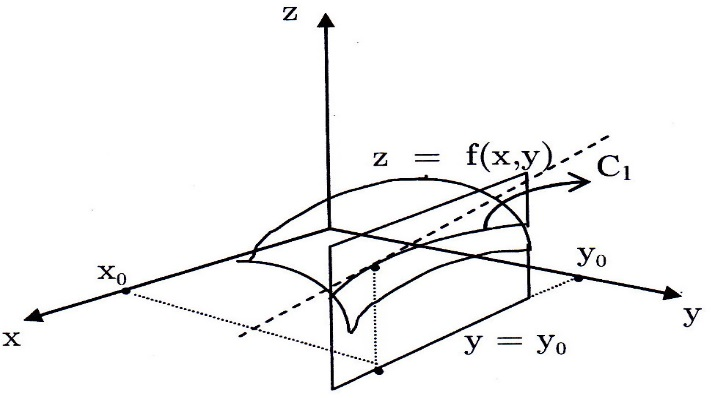 z
z = f(x,y)
C₁
x₀
y₀
x
y
y = y₀